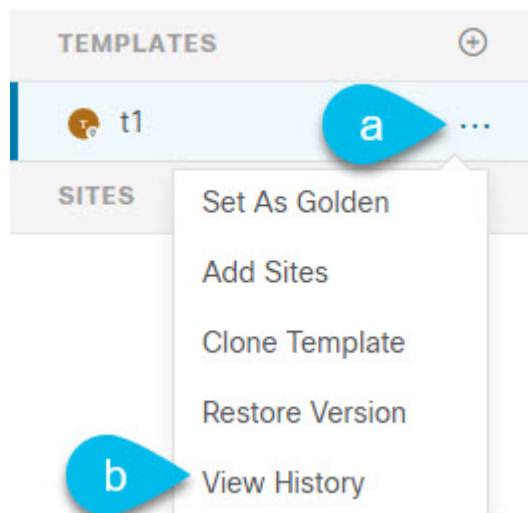 TEMPLATES
T t1 a ...
SITES
Set As Golden
Add Sites
Clone Template
Restore Version
b View History